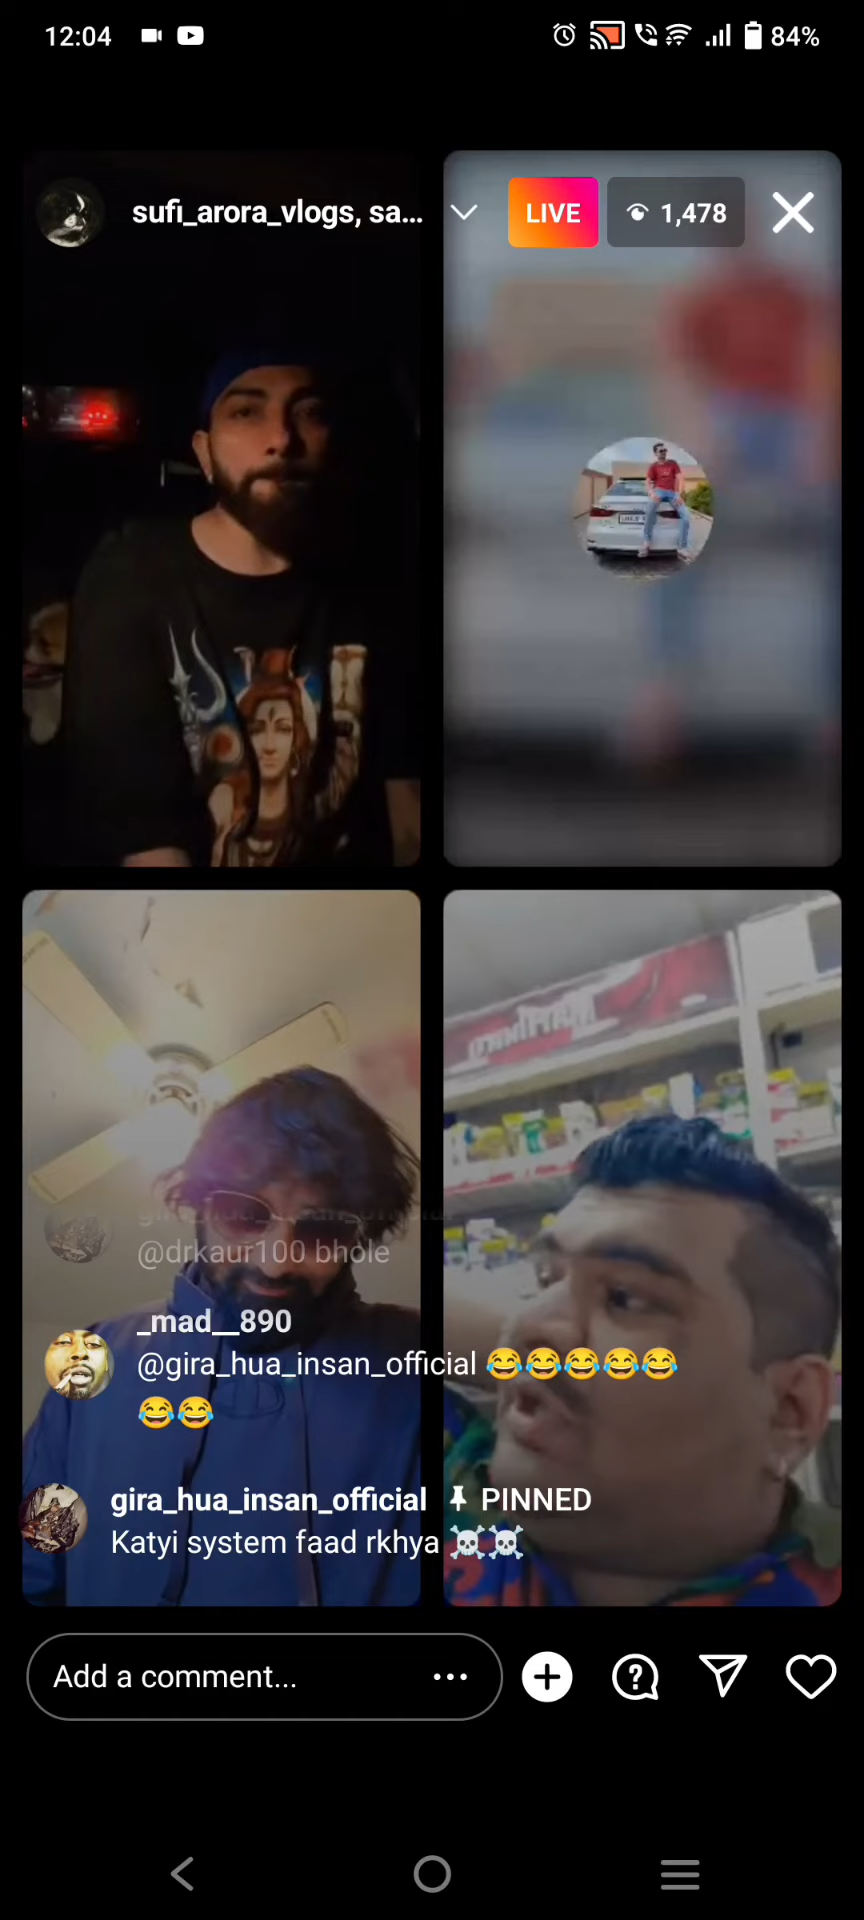 12:04
84%
sufi_arora_vlogs, sa...
LIVE
1,478
@drkaur100 bhole
_mad__890
@gira_hua_insan_official 😂😂😂😂😂
😂😂
gira_hua_insan_official PINNED
Katyi system faad rkhya ☠️☠️
Add a comment...